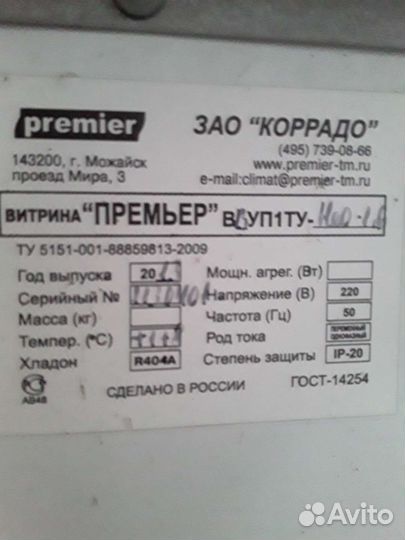 premier
ЗАО "КОРРАДО"
143200, г. Можайск
проезд Мира, 3
(495) 739-08-66
www.premier-tm.ru
e-mail:climat@premier-tm.ru
ВИТРИНА "ПРЕМЬЕР" ВУП1ТУ-
ТУ 5151-001-88859813-2009
Год выпуска 20
Серийный №
Масса (кг)
Темпер. (°С)
Хладон R404A
Мощн. агрег. (Вт)
Напряжение (В) 220
Частота (Гц) 50
Род тока ПЕРЕМЕННЫЙ ОДНОФАЗНЫЙ
Степень защиты IP-20
АВ48
СДЕЛАНО В РОССИИ
ГОСТ-14254
Avito